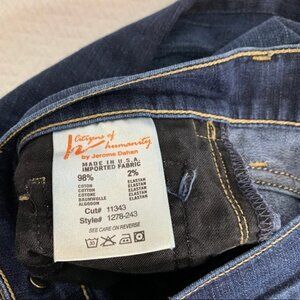 Citizens of
humanity
by Jerome Dahan
MADE IN U.S.A.
IMPORTED FABRIC
98% 2%
COTON ELASTAN
COTTON ELASTAN
COTONE ELASTAN
BAUMWOLLE ELASTAN
ALGODON ELASTAN
Cut# 11343
Style# 1278-243
SEE CARE ON REVERSE